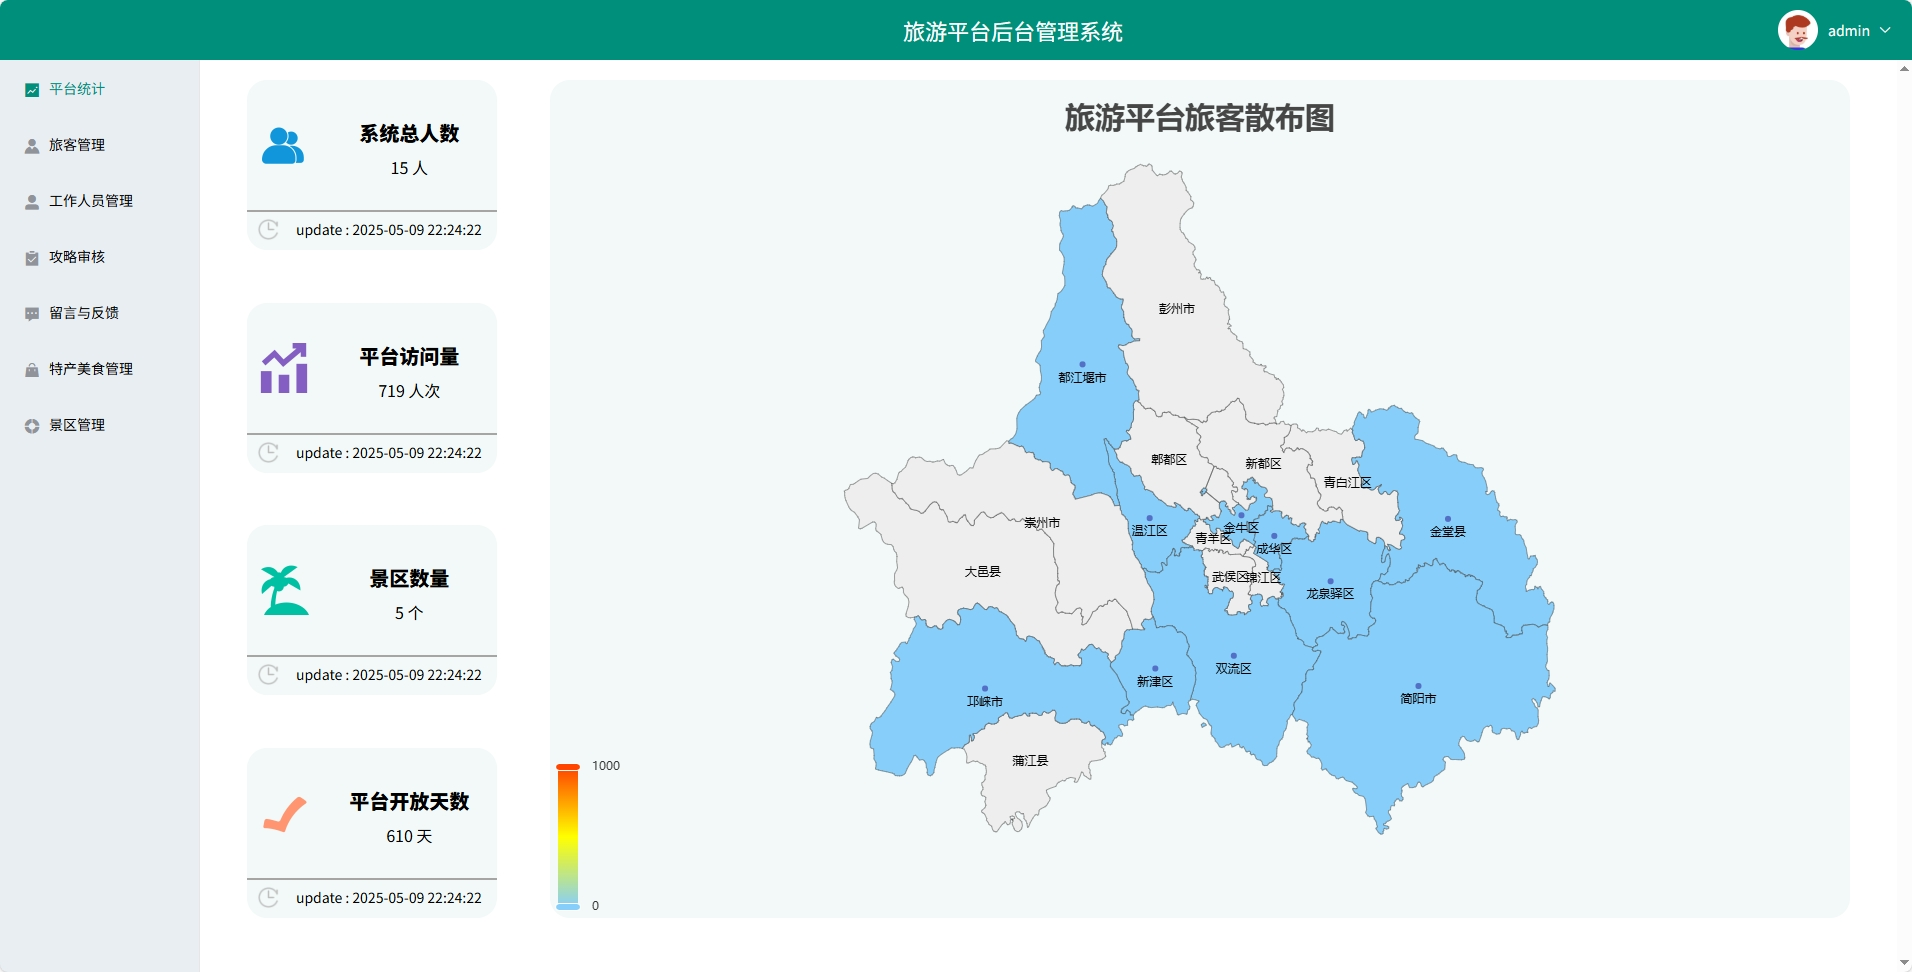 旅游平台后台管理系统
admin
平台统计
旅客管理
工作人员管理
攻略审核
留言与反馈
特产美食管理
景区管理
系统总人数
15 人
update : 2025-05-09 22:24:22
平台访问量
719 人次
update : 2025-05-09 22:24:22
景区数量
5 个
update : 2025-05-09 22:24:22
平台开放天数
610 天
update : 2025-05-09 22:24:22
旅游平台旅客散布图
彭州市
都江堰市
郫都区
新都区
青白江区
崇州市
温江区
金牛区
青羊区
成华区
金堂县
大邑县
武侯区
锦江区
龙泉驿区
双流区
新津区
邛崃市
简阳市
蒲江县
1000
0